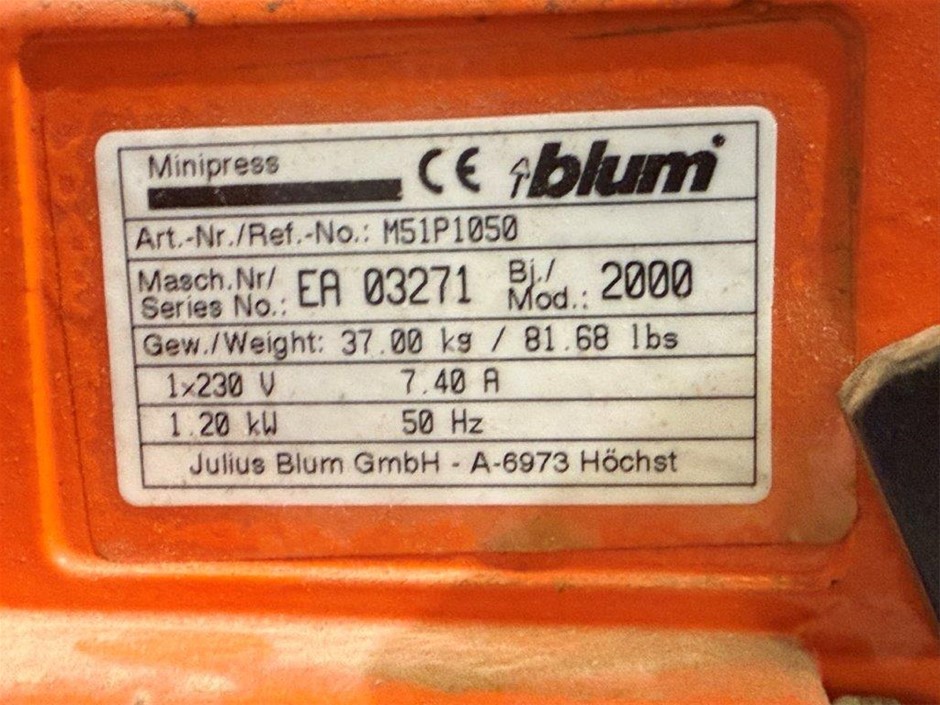 Minipress CE blum
Art.-Nr./Ref.-No.: M51P1050
Masch.Nr/ Series No.: EA 03271 Bj./ Mod.: 2000
Gew./Weight: 37.00 kg / 81.68 lbs
1x230 V 7.40 A
1.20 kW 50 Hz
Julius Blum GmbH - A-6973 Höchst